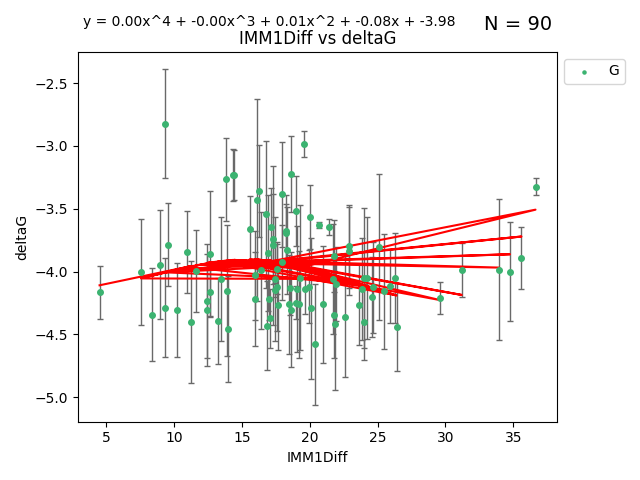 y = 0.00x^4 + -0.00x^3 + 0.01x^2 + -0.08x + -3.98
N = 90
IMM1Diff vs deltaG
G
−2.5
−3.0
−3.5
−4.0
−4.5
−5.0
deltaG
5 10 15 20 25 30 35
IMM1Diff